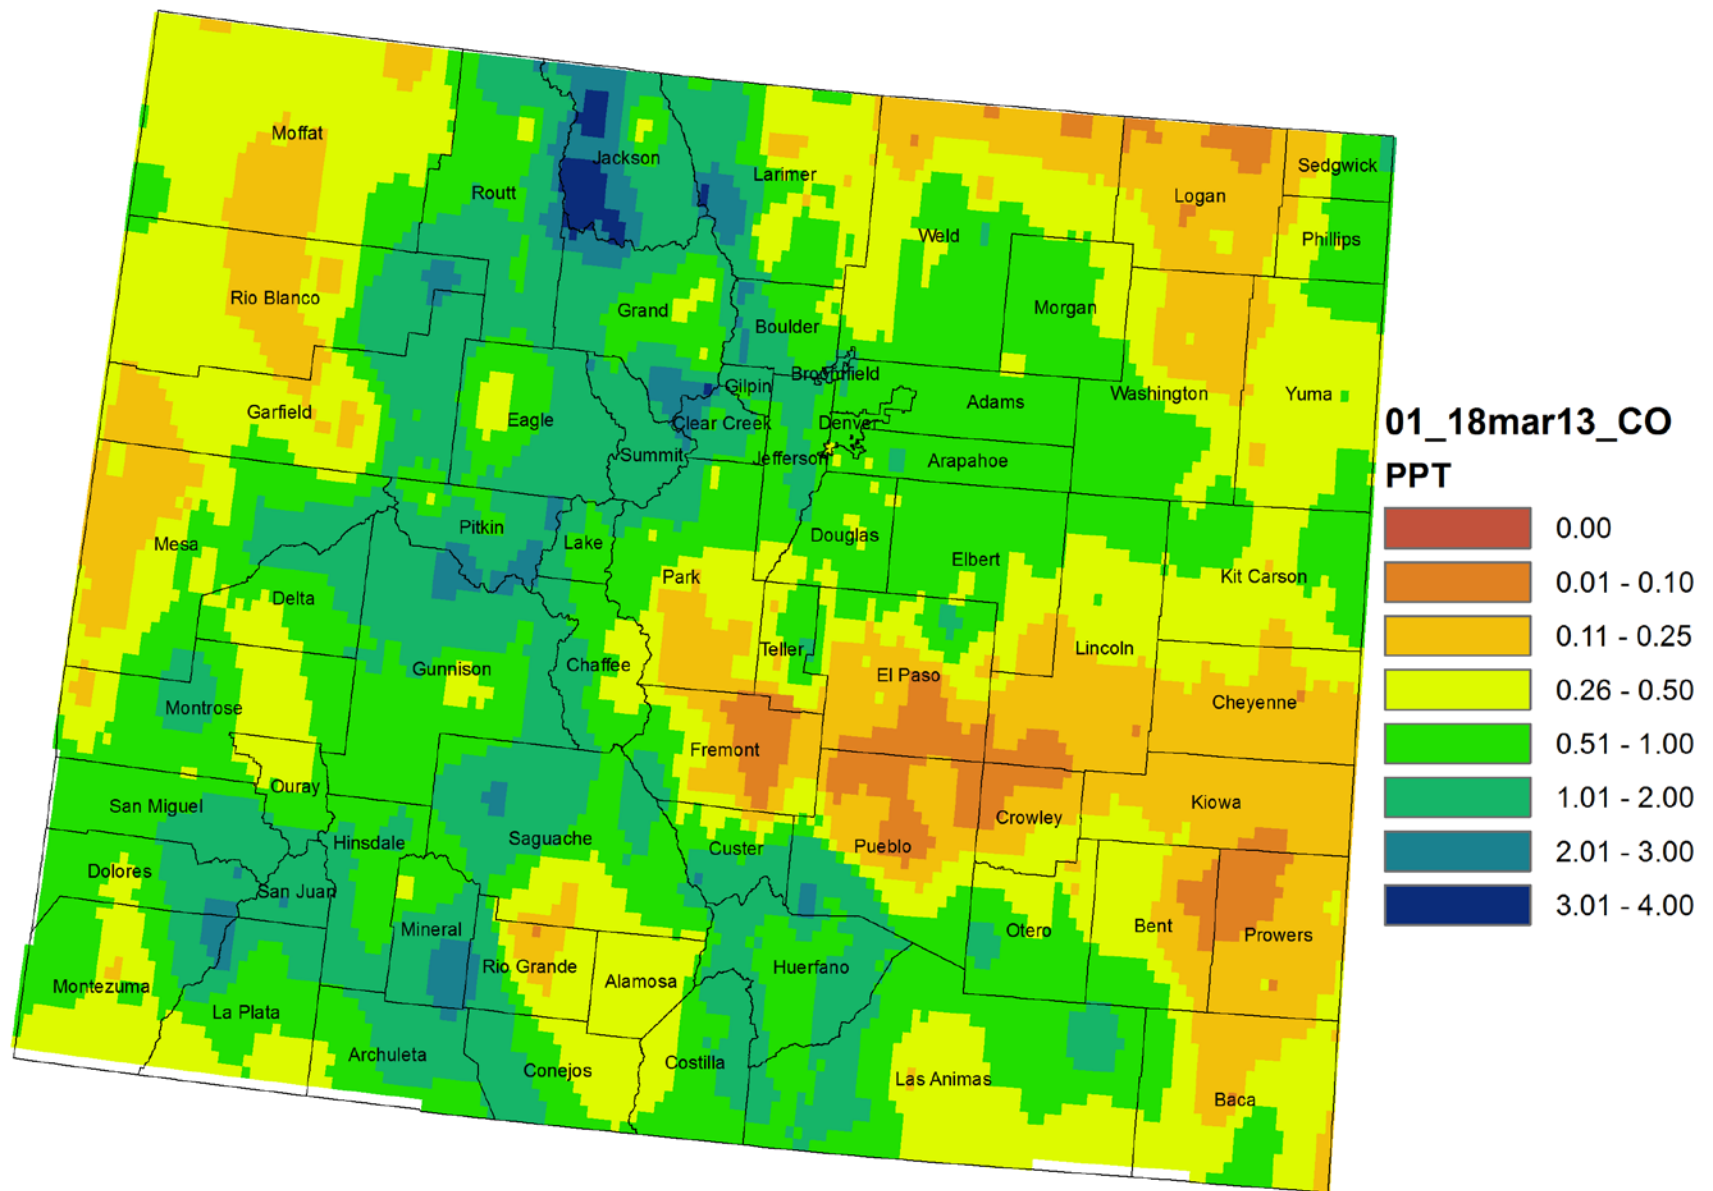 Moffat
Jackson
Routt
Larimer
Logan
Sedgwick
Weld
Phillips
Rio Blanco
Grand
Boulder
Morgan
Broomfield
Gilpin
Garfield
Eagle
Clear Creek
Denver
Adams
Washington
Yuma
Summit
Jefferson
Arapahoe
Pitkin
Lake
Douglas
Elbert
Mesa
Park
Kit Carson
Delta
Teller
Lincoln
Gunnison
Chaffee
El Paso
Cheyenne
Montrose
Fremont
Ouray
San Miguel
Kiowa
Hinsdale
Saguache
Custer
Pueblo
Crowley
Dolores
San Juan
Mineral
Otero
Bent
Prowers
Rio Grande
Alamosa
Huerfano
Montezuma
La Plata
Archuleta
Conejos
Costilla
Las Animas
Baca
01_18mar13_CO
PPT
0.00
0.01 - 0.10
0.11 - 0.25
0.26 - 0.50
0.51 - 1.00
1.01 - 2.00
2.01 - 3.00
3.01 - 4.00